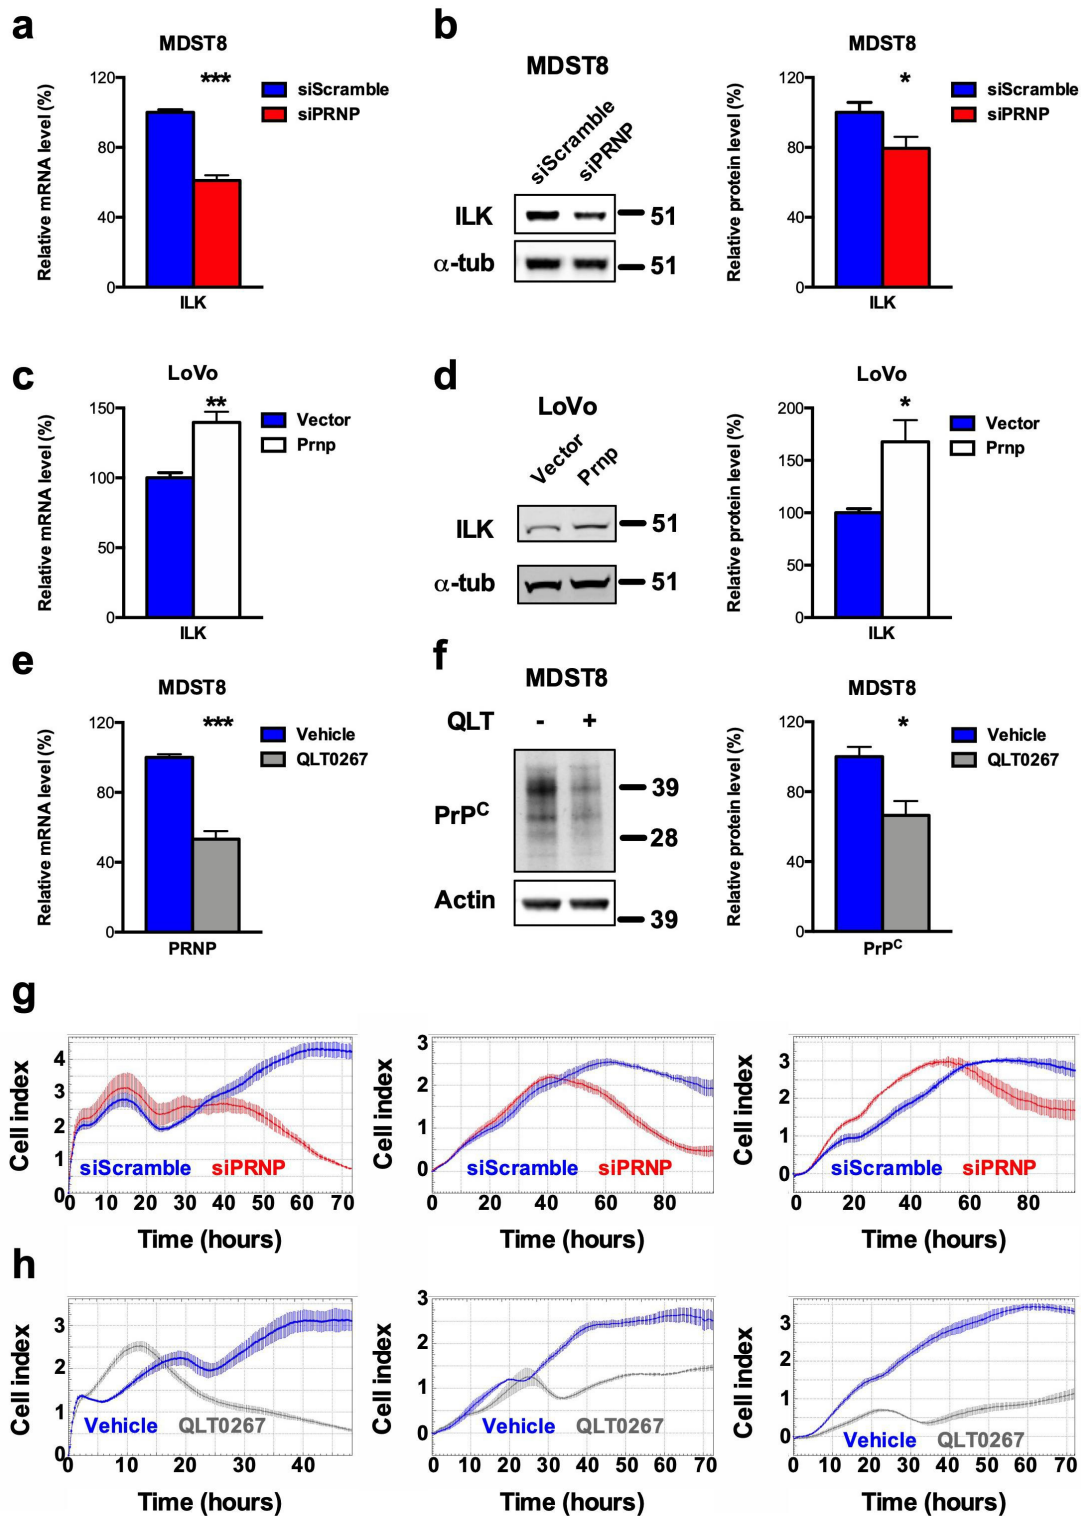 a
MDST8
Relative mRNA level (%)
120
80
40
0
***
siScramble
siPRNP
ILK
b
MDST8
siScramble
siPRNP
ILK
51
α-tub
51
MDST8
Relative protein level (%)
120
80
40
0
*
siScramble
siPRNP
ILK
c
LoVo
Relative mRNA level (%)
150
100
50
0
**
Vector
Prnp
ILK
d
LoVo
Vector
Prnp
ILK
51
α-tub
51
LoVo
Relative protein level (%)
200
150
100
50
0
*
Vector
Prnp
ILK
e
MDST8
Relative mRNA level (%)
120
80
40
0
***
Vehicle
QLT0267
PRNP
f
MDST8
QLT - +
PrPC
39
28
Actin
39
MDST8
Relative protein level (%)
120
80
40
0
*
Vehicle
QLT0267
PrPC
g
Cell index
4
3
2
1
0
siScramble siPRNP
0 10 20 30 40 50 60 70
Time (hours)
Cell index
3
2
1
0
siScramble siPRNP
0 20 40 60 80
Time (hours)
Cell index
3
2
1
0
siScramble siPRNP
0 20 40 60 80
Time (hours)
h
Cell index
3
2
1
0
Vehicle QLT0267
0 10 20 30 40
Time (hours)
Cell index
3
2
1
0
Vehicle QLT0267
0 10 20 30 40 50 60 70
Time (hours)
Cell index
3
2
1
0
Vehicle QLT0267
0 10 20 30 40 50 60 70
Time (hours)